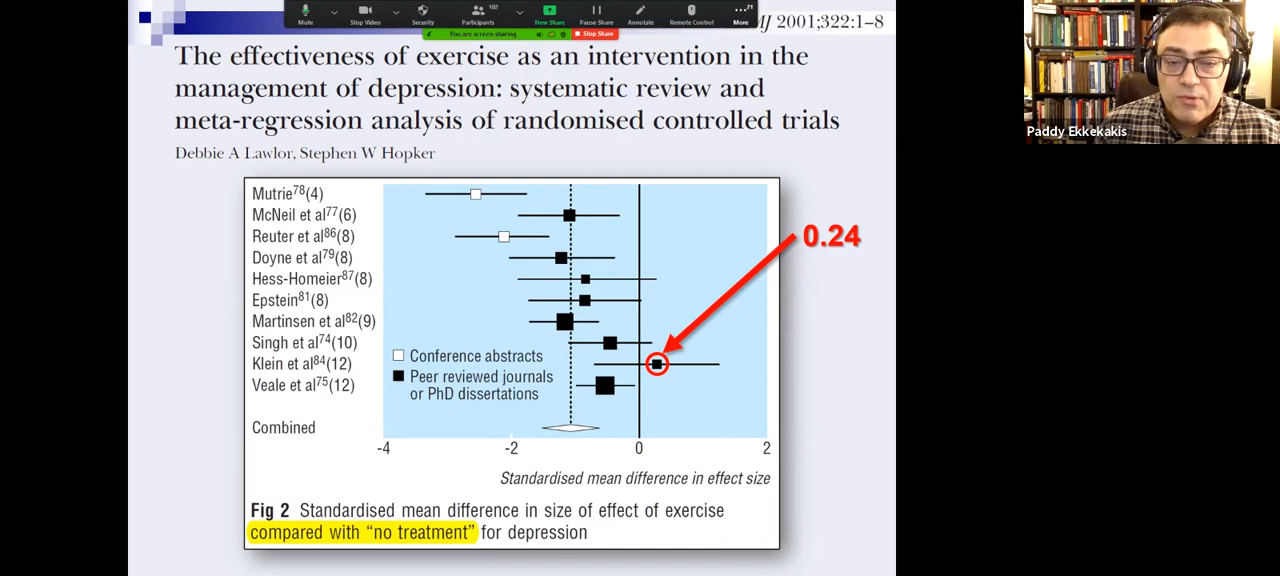 Mute
Stop Video
Security
Participants
102
New Share
Pause Share
Annotate
Remote Control
More
21
You are screen sharing
Stop Share
MJ 2001;322:1–8
The effectiveness of exercise as an intervention in the
management of depression: systematic review and
meta-regression analysis of randomised controlled trials
Debbie A Lawlor, Stephen W Hopker
Mutrie78(4)
McNeil et al77(6)
Reuter et al86(8)
Doyne et al79(8)
Hess-Homeier87(8)
Epstein81(8)
Martinsen et al82(9)
Singh et al74(10)
Klein et al84(12)
Veale et al75(12)
Combined
Conference abstracts
Peer reviewed journals
or PhD dissertations
0.24
-4
-2
0
2
Standardised mean difference in effect size
Fig 2 Standardised mean difference in size of effect of exercise
compared with "no treatment" for depression
Paddy Ekkekakis